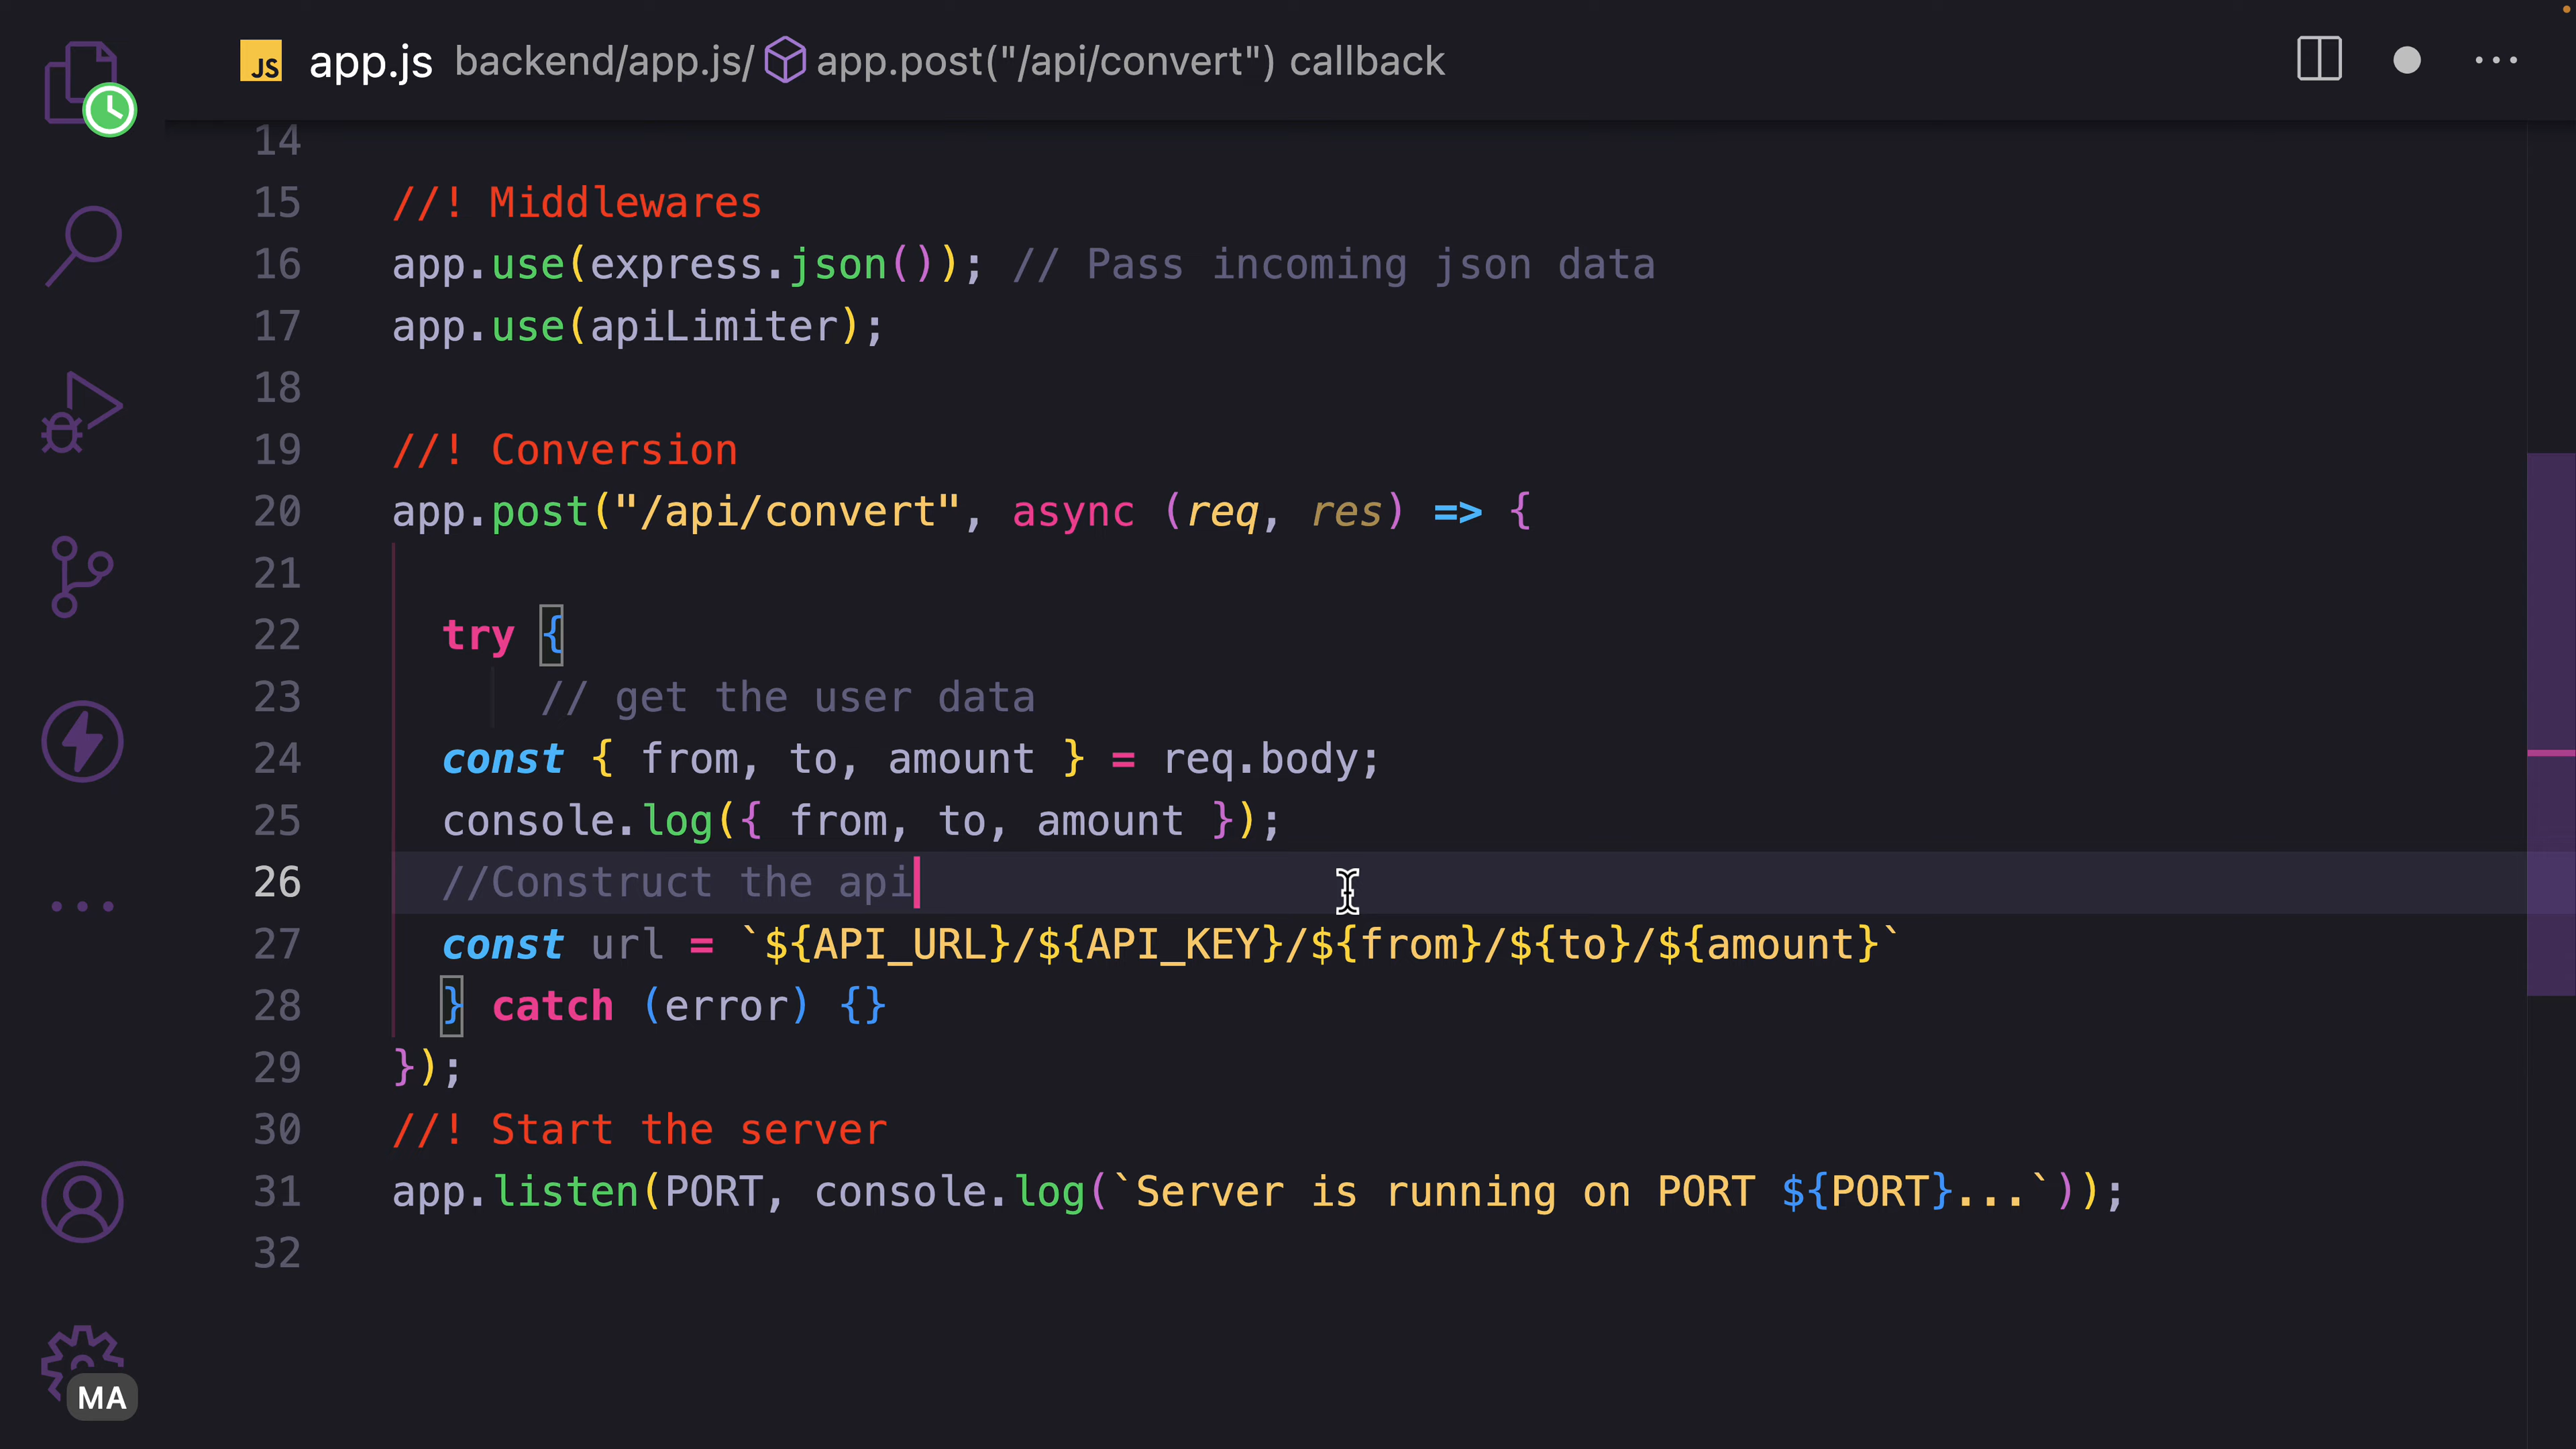 JS app.js backend/app.js/ app.post("/api/convert") callback
14
15 //! Middlewares
16 app.use(express.json()); // Pass incoming json data
17 app.use(apiLimiter);
18
19 //! Conversion
20 app.post("/api/convert", async (req, res) => {
21
22 try {
23 // get the user data
24 const { from, to, amount } = req.body;
25 console.log({ from, to, amount });
26 //Construct the api
27 const url = `${API_URL}/${API_KEY}/${from}/${to}/${amount}`
28 } catch (error) {}
29 });
30 //! Start the server
31 app.listen(PORT, console.log(`Server is running on PORT ${PORT}...`));
32
MA